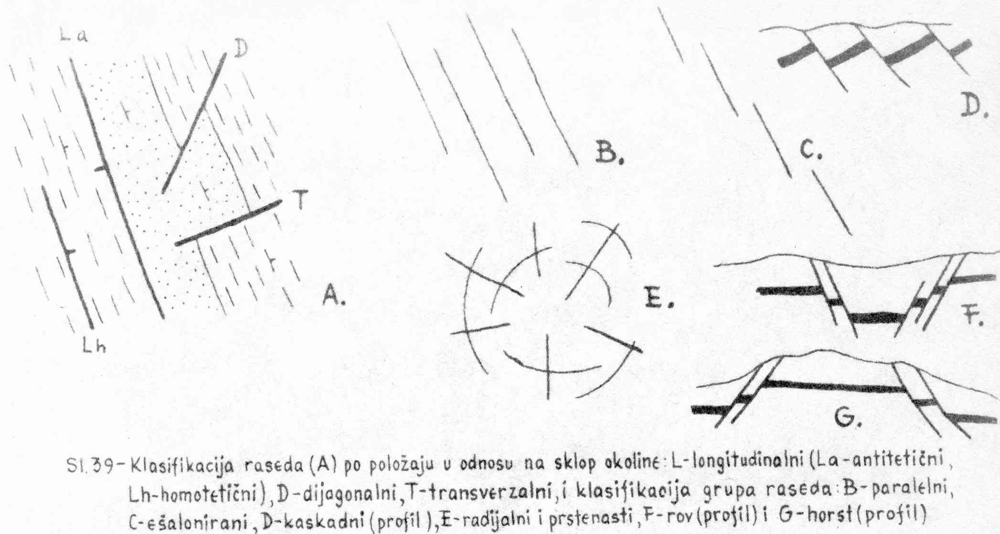 La
D
T
Lh
A.
B.
C.
D.
E.
F.
G.
Sl. 39- Klasifikacija raseda (A) po položaju u odnosu na sklop okoline: L-longitudinalni (La-antitetični,
Lh-homotetični), D-dijagonalni, T-transverzalni, i klasifikacija grupa raseda: B-paralelni,
C-ešalonirani, D-kaskadni (profil), E-radijalni i prstenasti, F-rov (profil) i G-horst (profil)